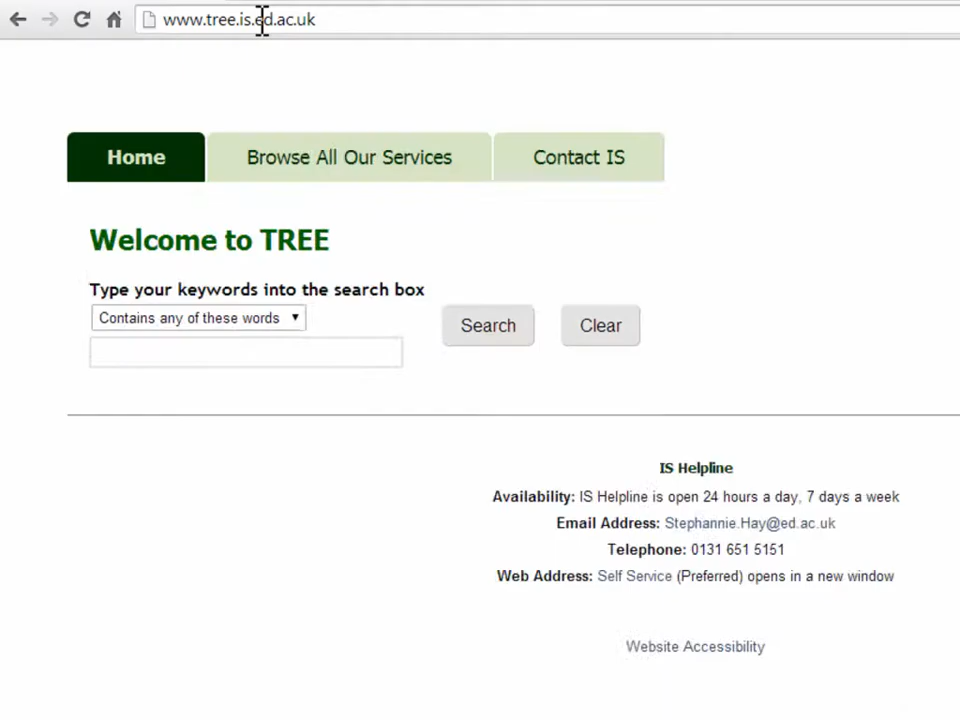 www.tree.is.ed.ac.uk
Home Browse All Our Services Contact IS
Welcome to TREE
Type your keywords into the search box
Contains any of these words
Search Clear
IS Helpline
Availability: IS Helpline is open 24 hours a day, 7 days a week
Email Address: Stephannie.Hay@ed.ac.uk
Telephone: 0131 651 5151
Web Address: Self Service (Preferred) opens in a new window
Website Accessibility